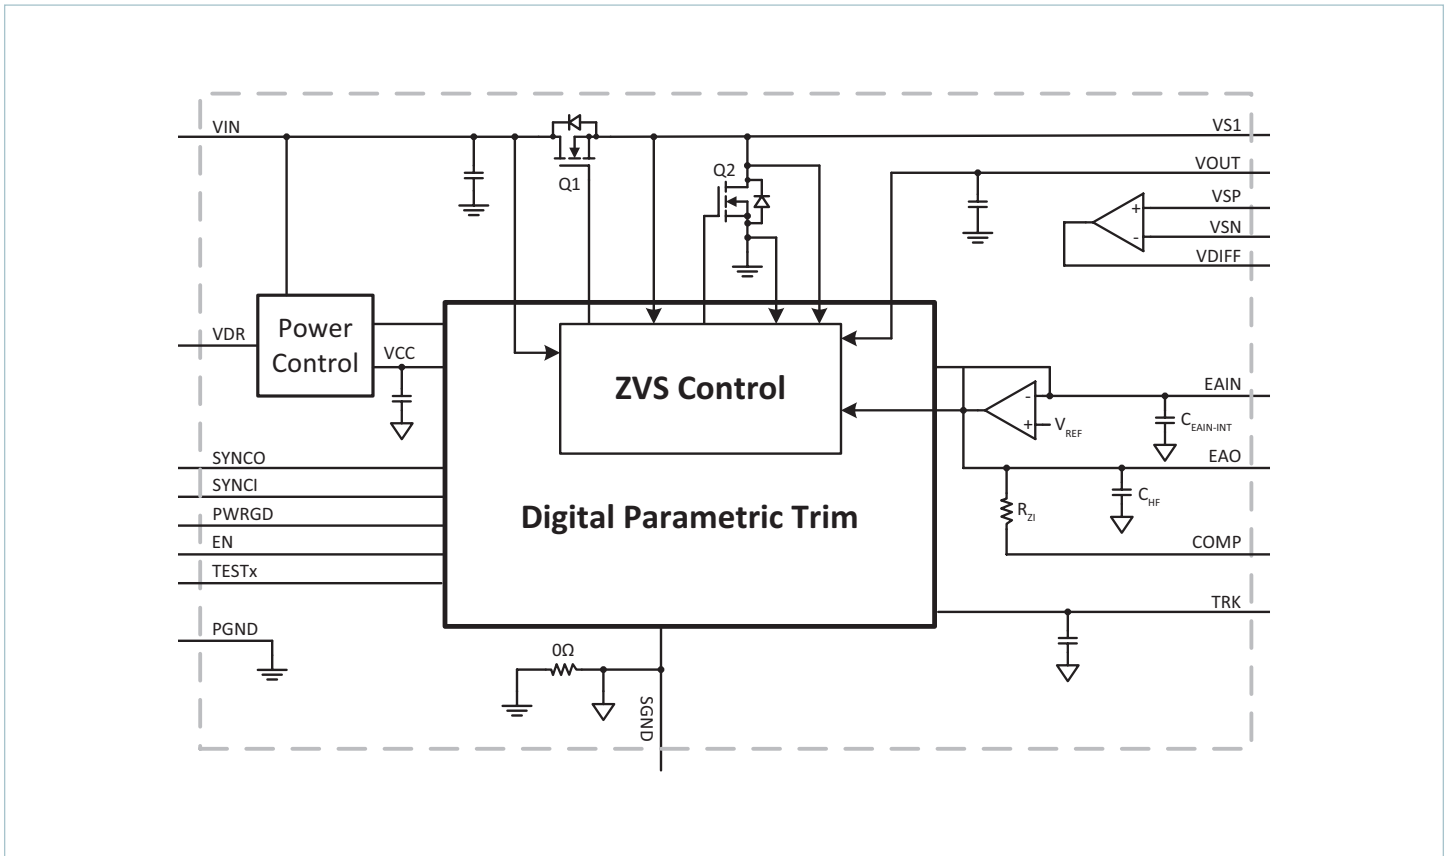 VIN
VS1
VOUT
Q1
Q2
VSP
+
VSN
-
VDIFF
Power
Control
VDR
VCC
ZVS Control
EAIN
-
+
V_REF
C_EAIN-INT
SYNCO
EAO
SYNCI
C_HF
R_ZI
PWRGD
Digital Parametric Trim
EN
COMP
TESTx
TRK
PGND
0Ω
SGND